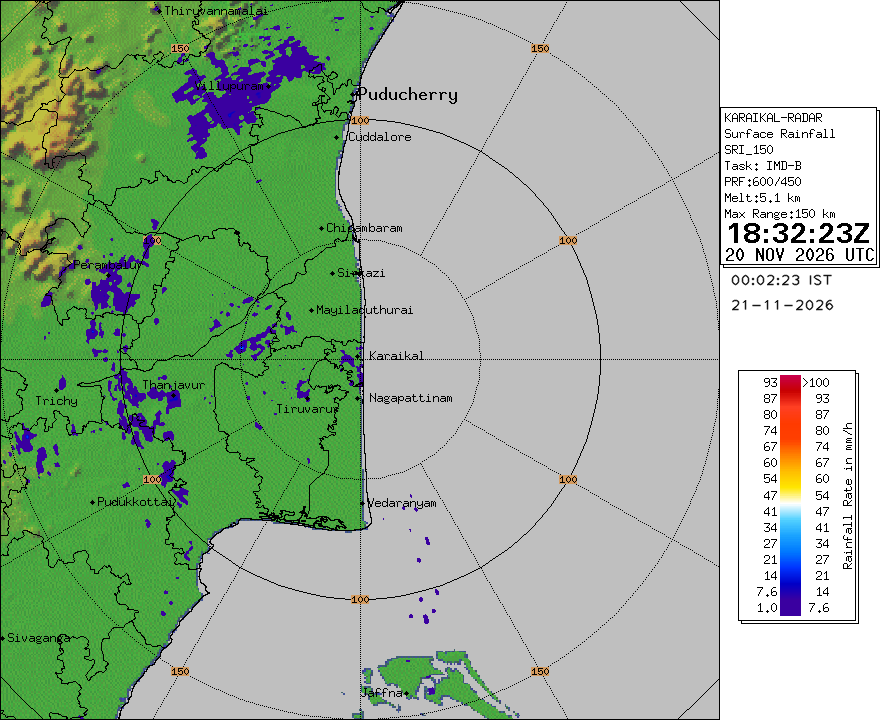 Thiruvannamalai
150
150
Villupuram
Puducherry
100
Cuddalore
Chidambaram
100
100
Perambalur
Sirkazi
Mayiladuthurai
Karaikal
Thanjavur
Trichy
Tiruvarur
Nagapattinam
100
100
Pudukkottai
Vedaranyam
100
Sivaganga
150
150
Jaffna
KARAIKAL-RADAR
Surface Rainfall
SRI_150
Task: IMD-B
PRF:600/450
Melt:5.1 km
Max Range:150 km
18:32:23Z
20 NOV 2026 UTC
00:02:23 IST
21-11-2026
93 >100
87 93
80 87
74 80
67 74
60 67
54 60
47 54
41 47
34 41
27 34
21 27
14 21
7.6 14
1.0 7.6
Rainfall Rate in mm/h